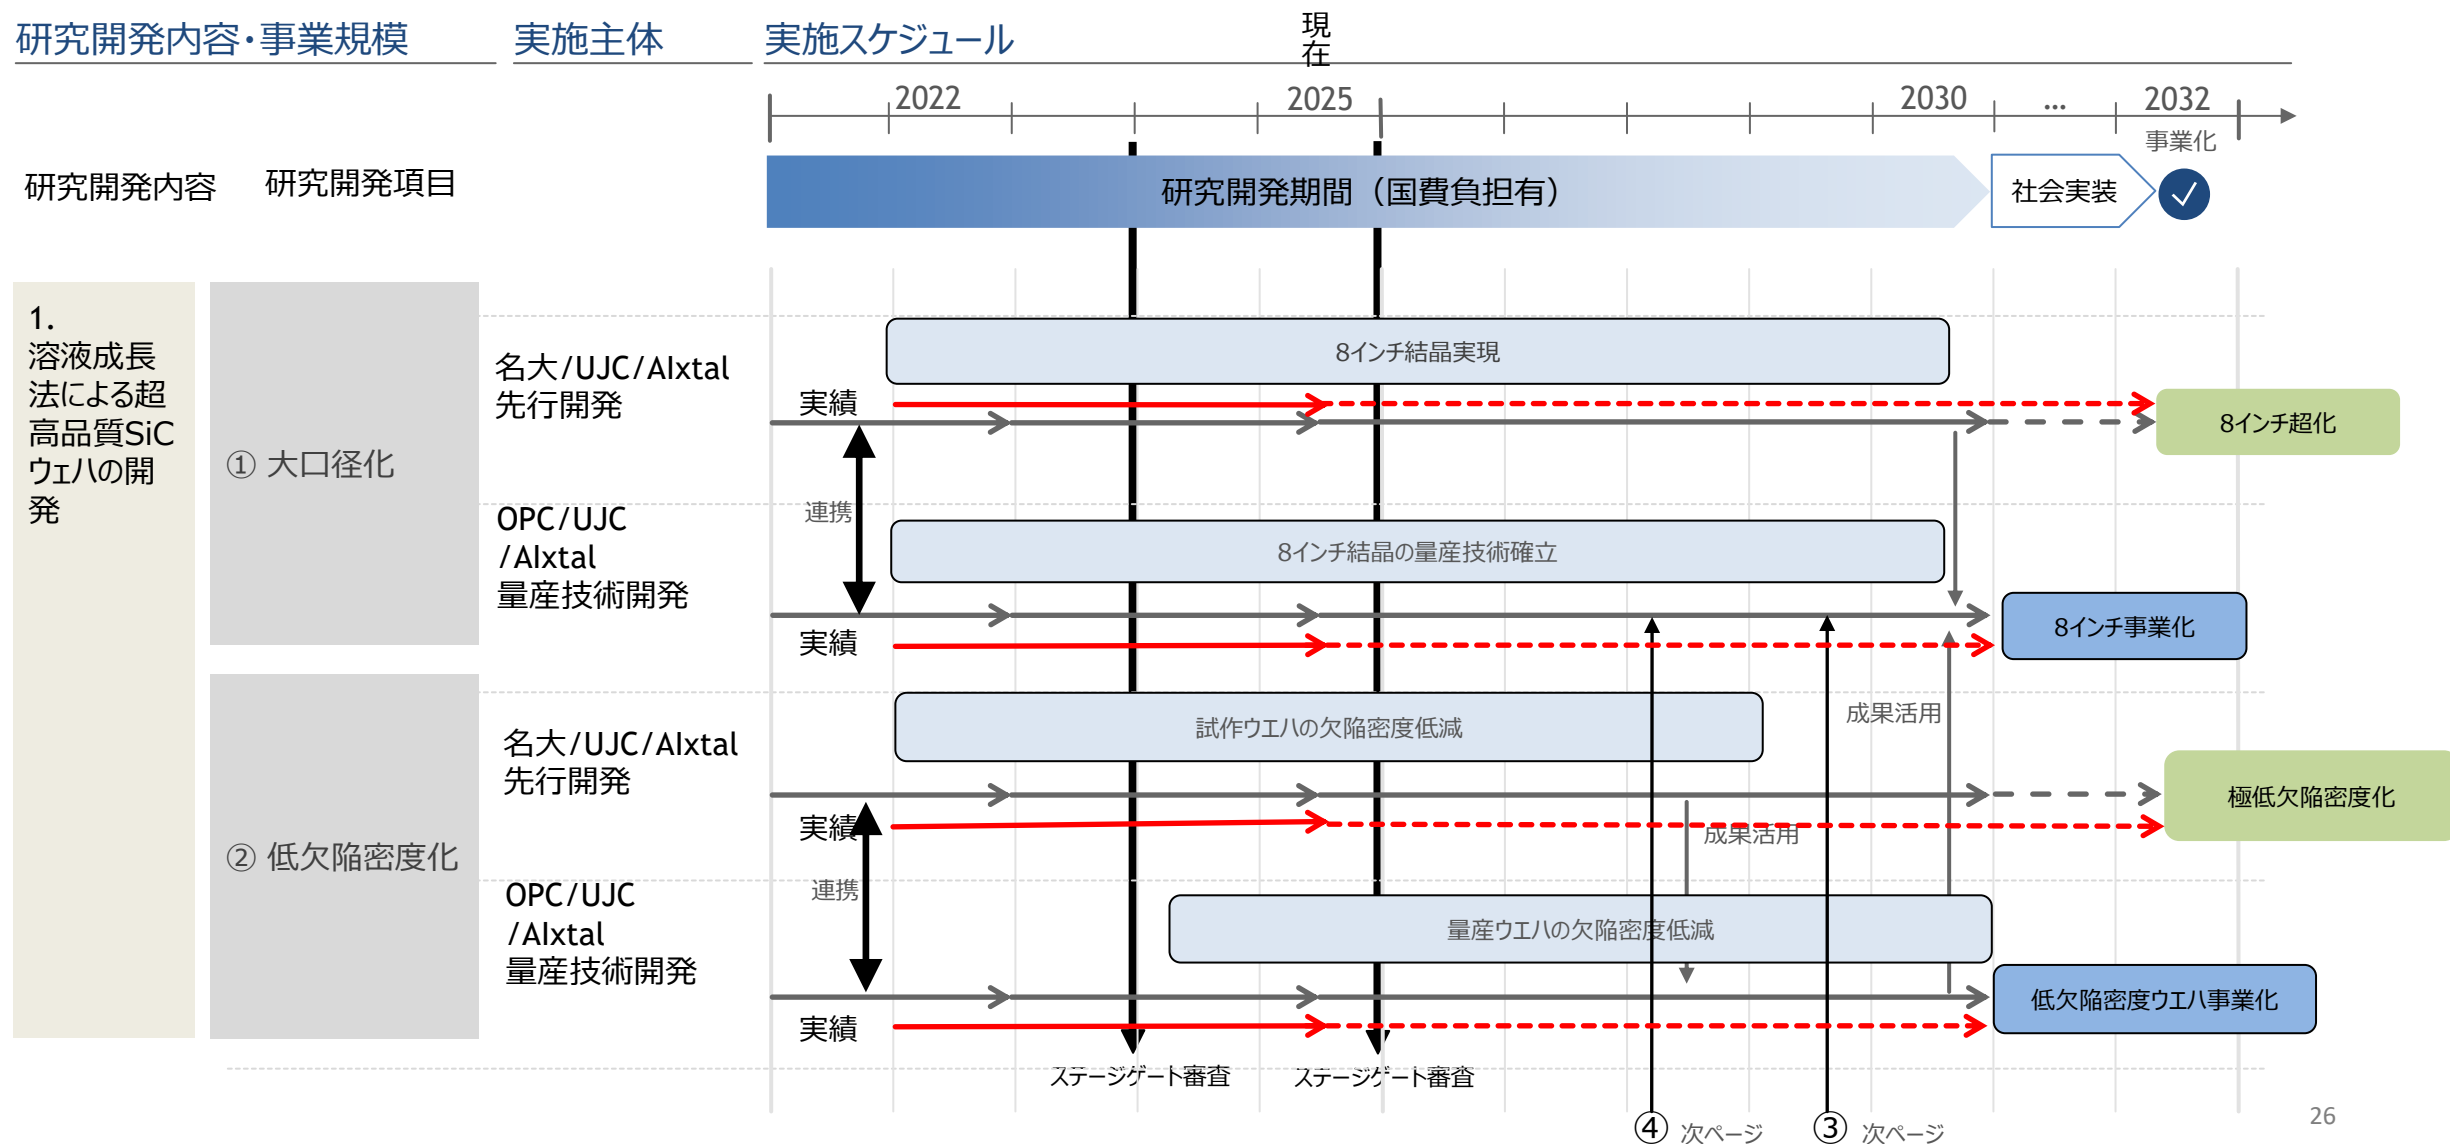 研究開発内容・事業規模
実施主体
実施スケジュール
現
在
2022
2025
2030
...
2032
事業化
研究開発内容
研究開発項目
研究開発期間（国費負担有）
社会実装
1.
溶液成長
法による超
高品質SiC
ウェハの開
発
① 大口径化
名大/UJC/AIxtal
先行開発
8インチ結晶実現
実績
8インチ超化
連携
OPC/UJC
/AIxtal
量産技術開発
8インチ結晶の量産技術確立
実績
8インチ事業化
② 低欠陥密度化
名大/UJC/AIxtal
先行開発
試作ウエハの欠陥密度低減
成果活用
実績
成果活用
極低欠陥密度化
連携
OPC/UJC
/AIxtal
量産技術開発
量産ウエハの欠陥密度低減
実績
低欠陥密度ウエハ事業化
ステージゲート審査
ステージゲート審査
④ 次ページ
③ 次ページ
26